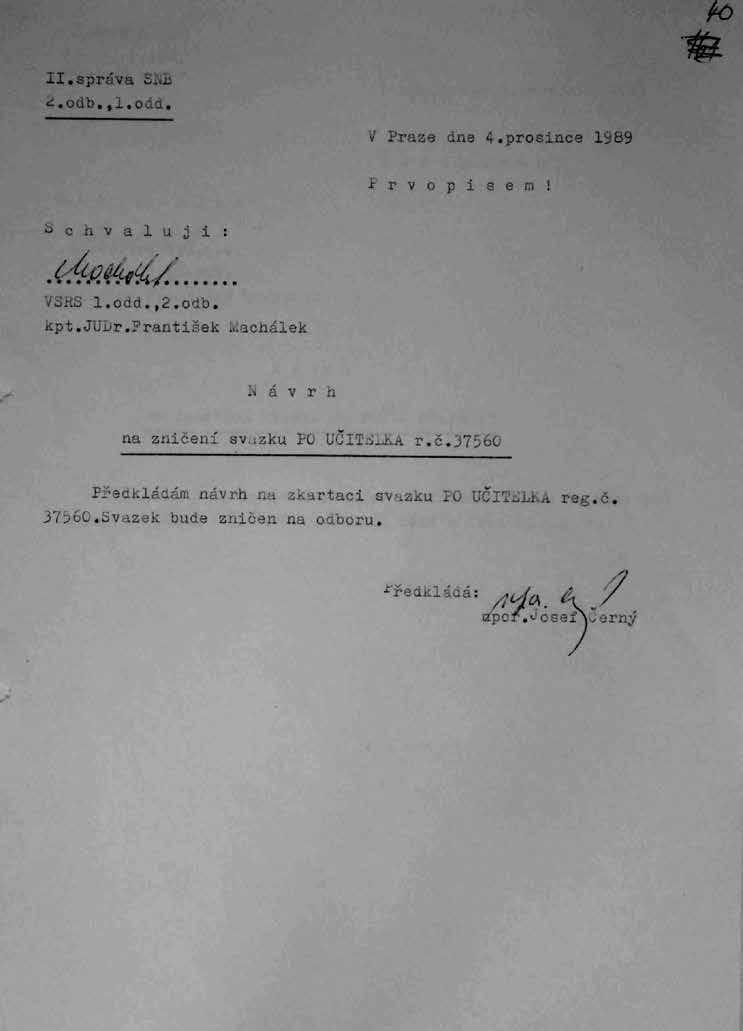 40
II.správa SNB
2.odb.,1.odd.
V Praze dne 4.prosince 1989
P r v o p i s e m !
S c h v a l u j i :
VSRS 1.odd.,2.odb.
kpt.JUDr.František Machálek
N á v r h
na zničení svazku PO UČITELKA r.č.37560
Předkládám návrh na zkartaci svazku PO UČITELKA reg.č.
37560.Svazek bude zničen na odboru.
Předkládá:
npor.Josef Černý